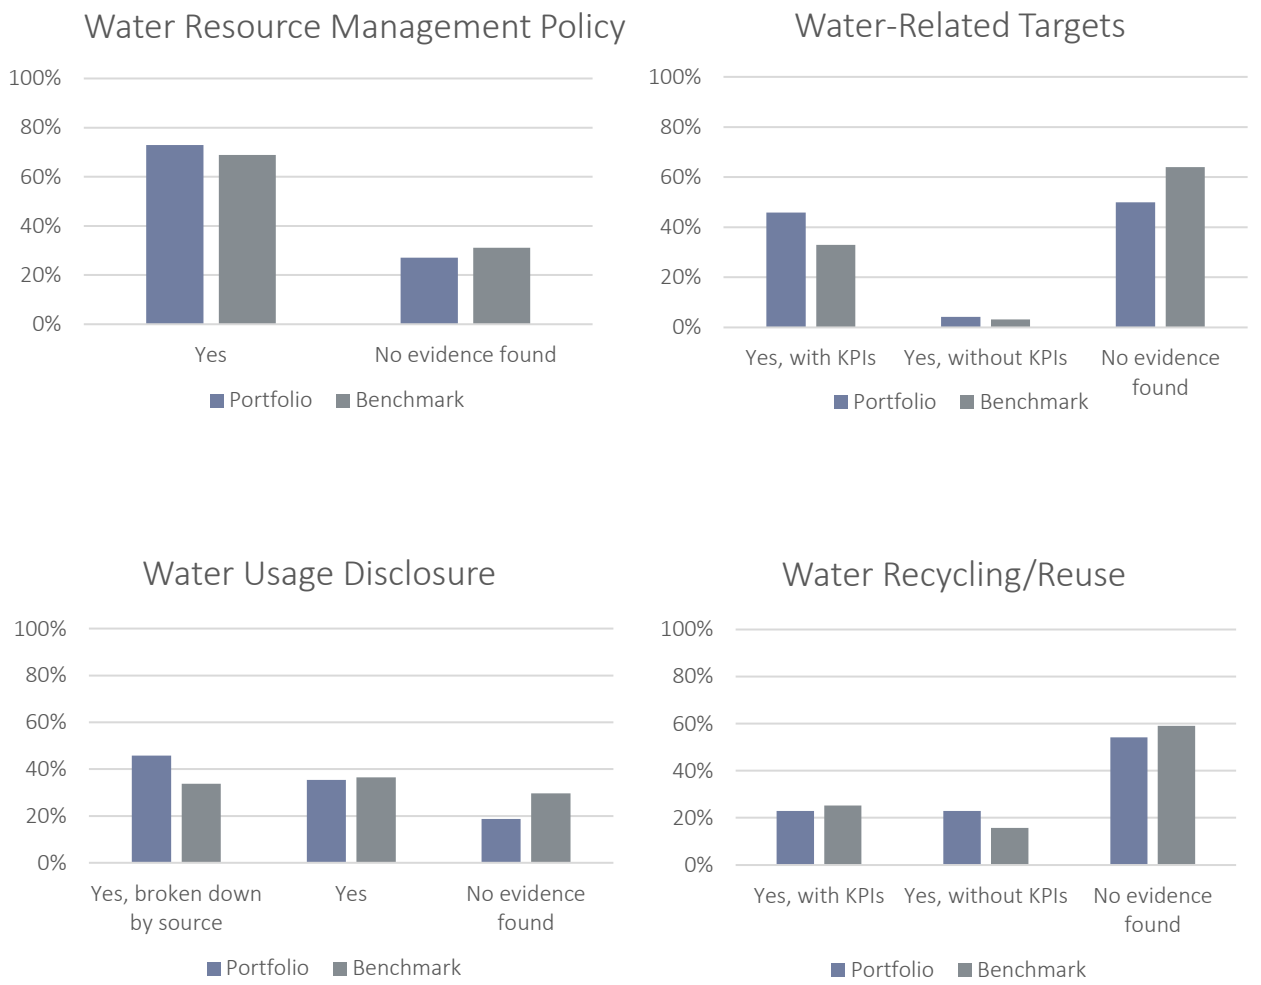 Water Resource Management Policy
100%
80%
60%
40%
20%
0%
Yes
No evidence found
Portfolio
Benchmark
Water-Related Targets
100%
80%
60%
40%
20%
0%
Yes, with KPIs
Yes, without KPIs
No evidence
found
Portfolio
Benchmark
Water Usage Disclosure
100%
80%
60%
40%
20%
0%
Yes, broken down
by source
Yes
No evidence
found
Portfolio
Benchmark
Water Recycling/Reuse
100%
80%
60%
40%
20%
0%
Yes, with KPIs
Yes, without KPIs
No evidence
found
Portfolio
Benchmark